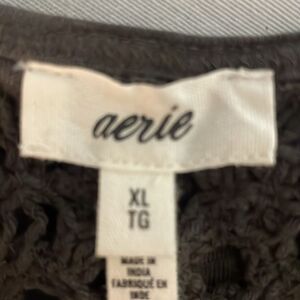 aerie
XL
TG
MADE IN
INDIA
FABRIQUÉ EN
INDE